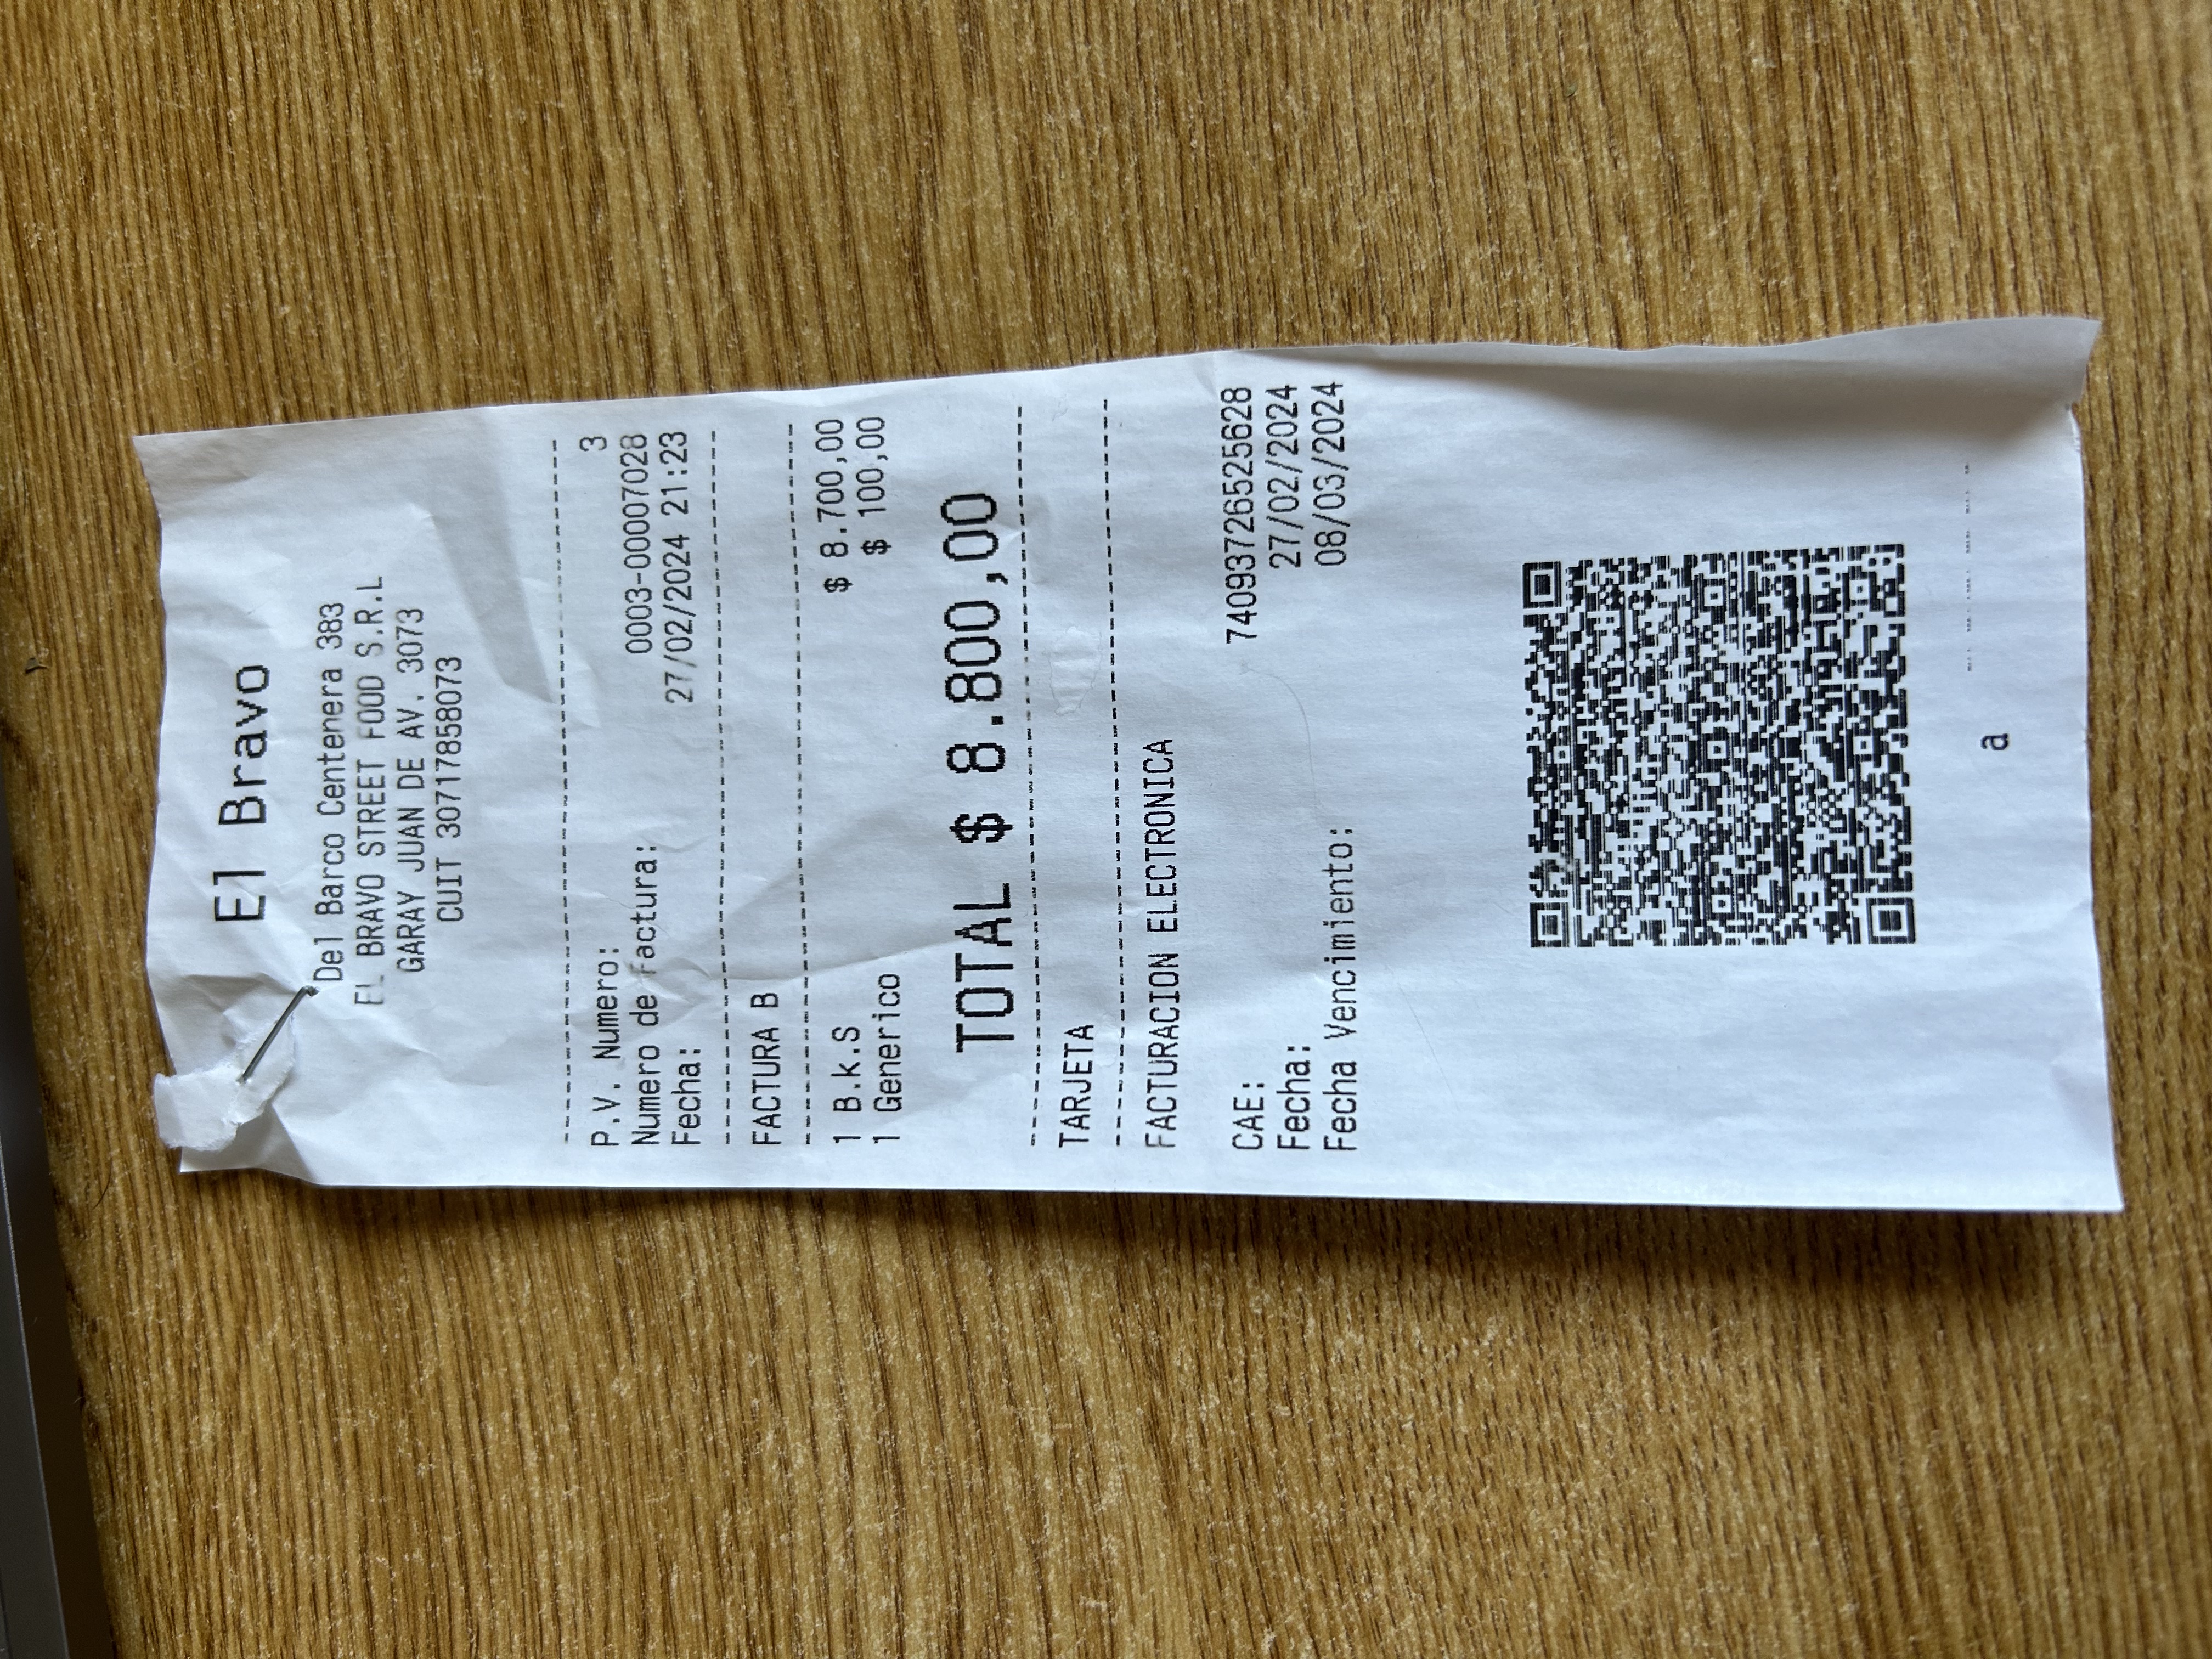 El Bravo
Del Barco Centenera 383
EL BRAVO STREET FOOD S.R.L
GARAY JUAN DE AV. 3073
CUIT 30717858073
P.V. Numero: 3
Numero de Factura: 0003-00007028
Fecha: 27/02/2024 21:23
FACTURA B
1 B.k.S $ 8.700,00
1 Generico $ 100,00
TOTAL $ 8.800,00
TARJETA
FACTURACION ELECTRONICA
CAE: 74093726525628
Fecha: 27/02/2024
Fecha Vencimiento: 08/03/2024
a